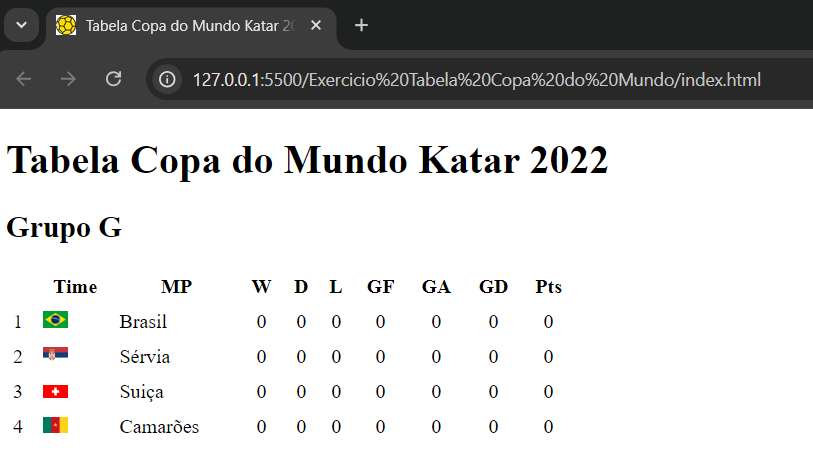 Tabela Copa do Mundo Katar 20
127.0.0.1:5500/Exercicio%20Tabela%20Copa%20do%20Mundo/index.html
Tabela Copa do Mundo Katar 2022
Grupo G
Time MP W D L GF GA GD Pts
1 Brasil 0 0 0 0 0 0 0
2 Sérvia 0 0 0 0 0 0 0
3 Suiça 0 0 0 0 0 0 0
4 Camarões 0 0 0 0 0 0 0